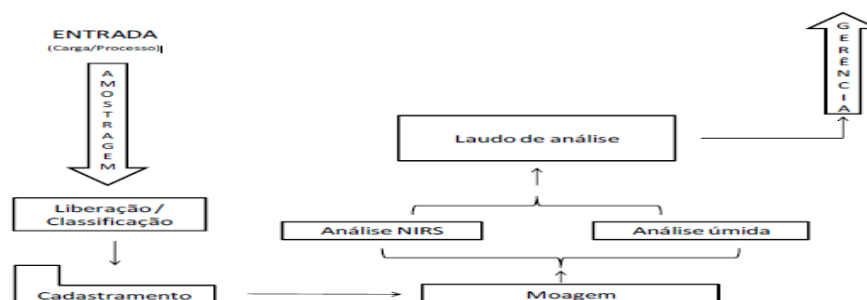 ENTRADA
(Carga/Processo)
AMOSTRAGEM
Liberação /
Classificação
Cadastramento
Moagem
Análise NIRS
Análise úmida
Laudo de análise
GERÊNCIA